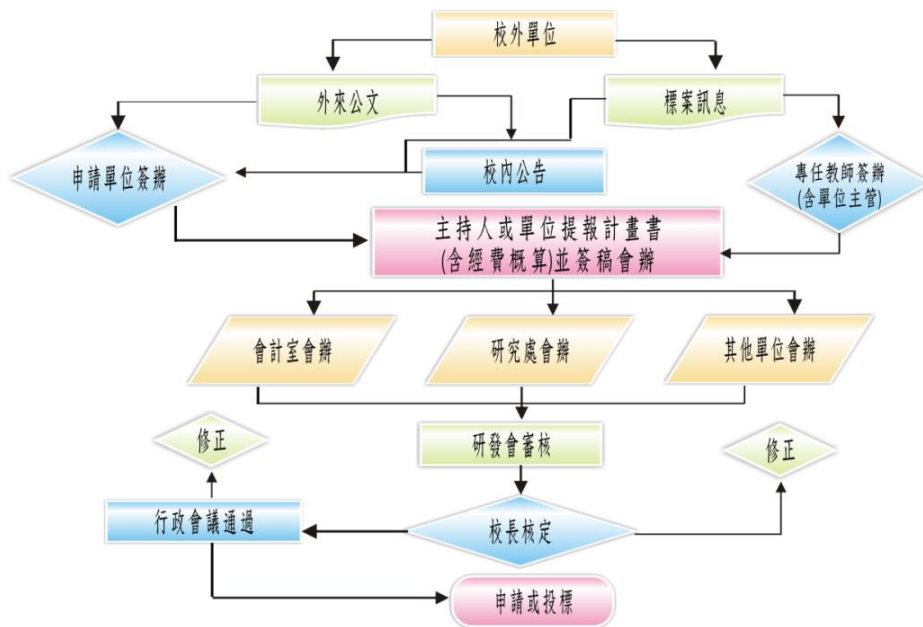 校外單位
外來公文
標案訊息
申請單位簽辦
校內公告
專任教師簽辦
(含單位主管)
主持人或單位提報計畫書
(含經費概算)並簽稿會辦
會計室會辦
研究處會辦
其他單位會辦
修正
研發會審核
修正
行政會議通過
校長核定
申請或投標